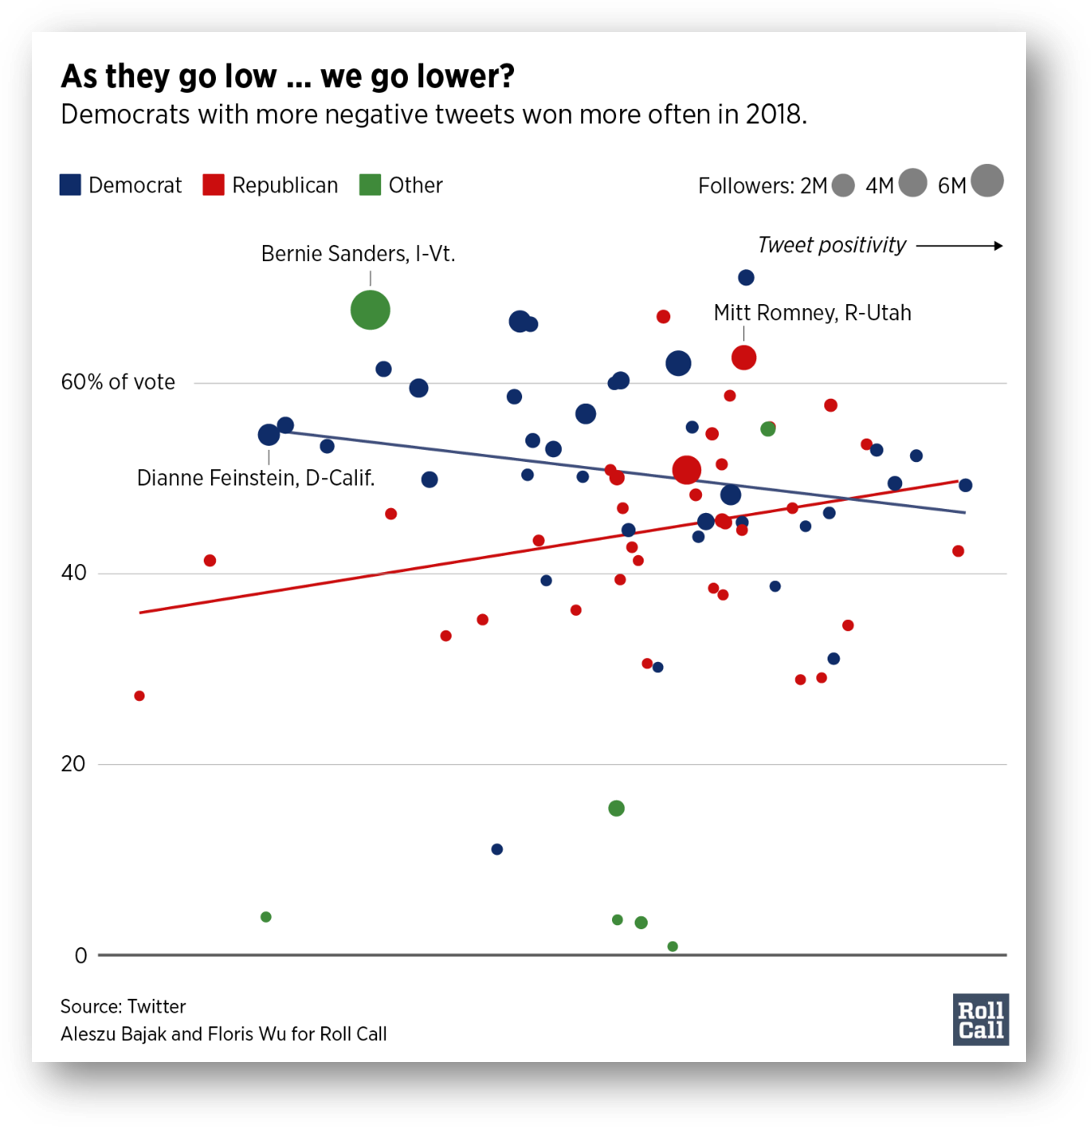 As they go low ... we go lower?
Democrats with more negative tweets won more often in 2018.
Democrat Republican Other
Followers: 2M 4M 6M
Tweet positivity
Bernie Sanders, I-Vt.
Mitt Romney, R-Utah
60% of vote
Dianne Feinstein, D-Calif.
40
20
0
Source: Twitter
Aleszu Bajak and Floris Wu for Roll Call
Roll
Call